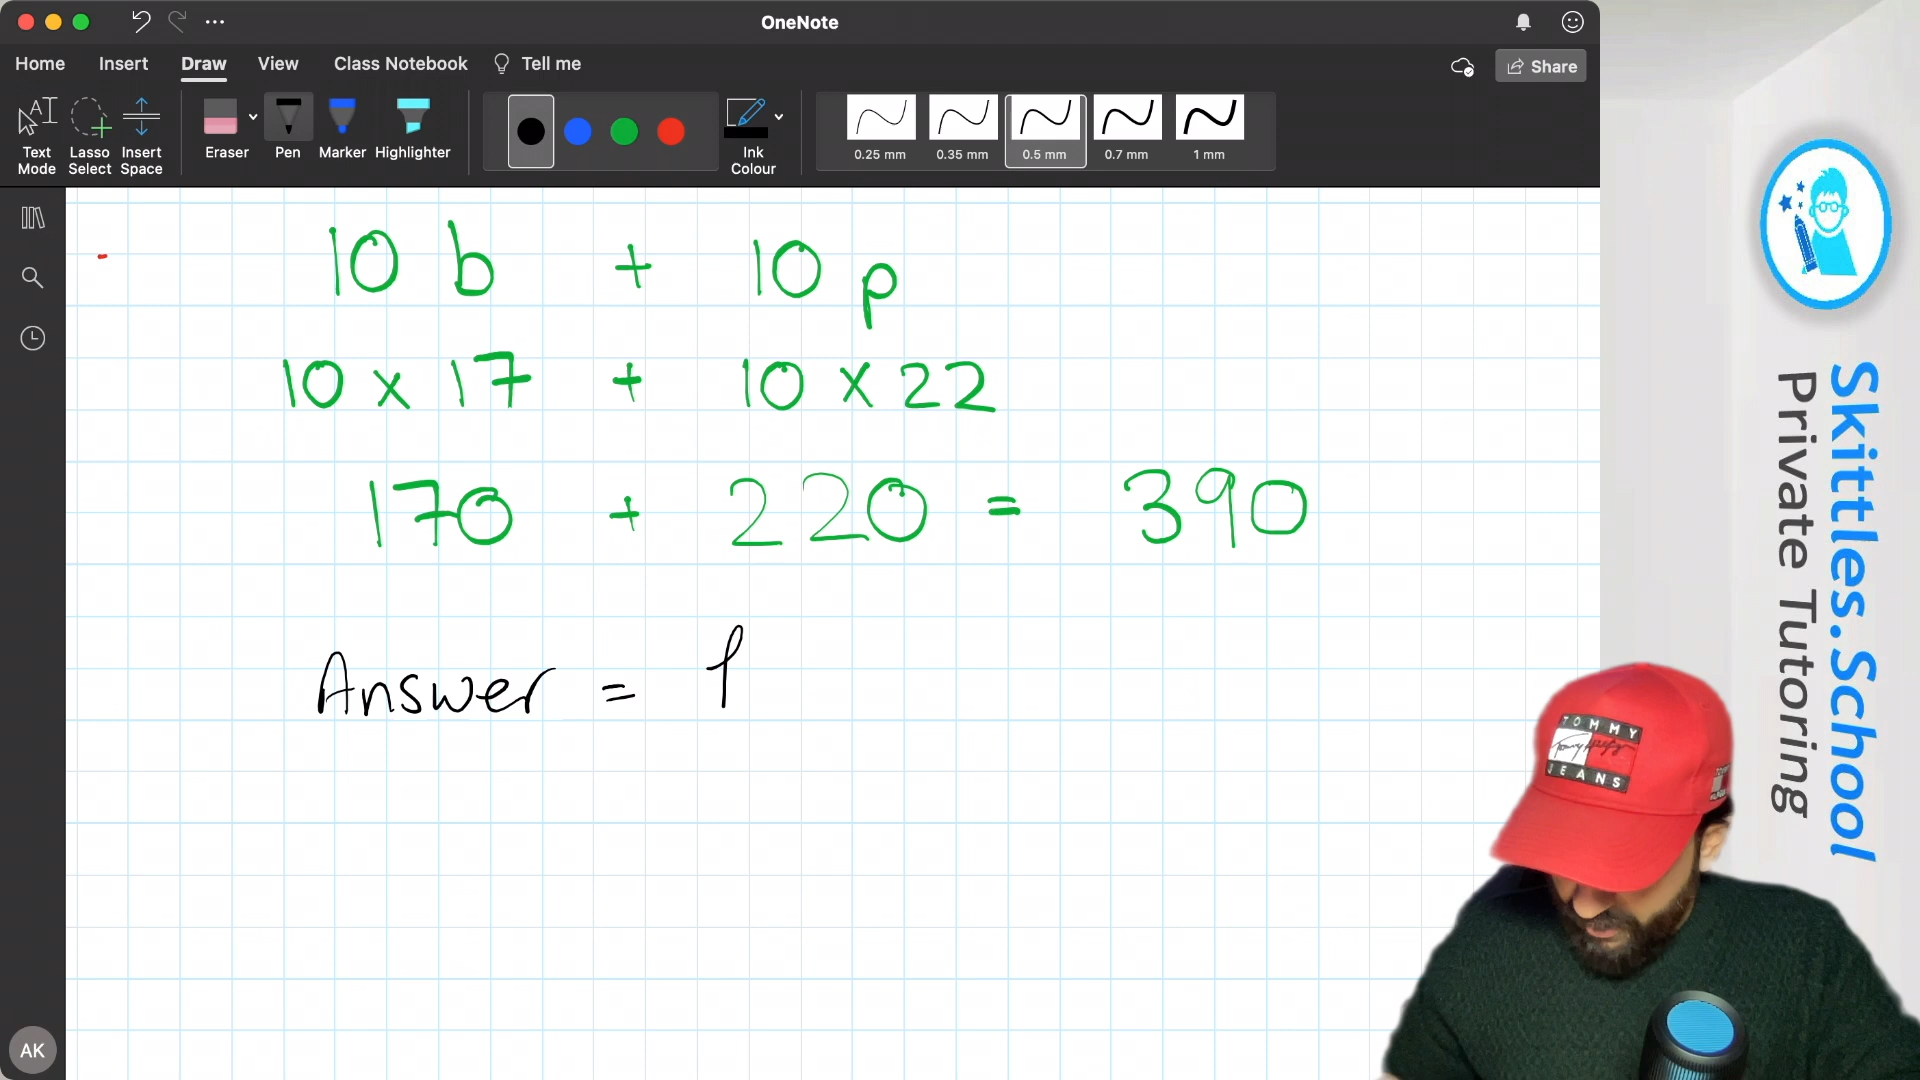 OneNote
Home Insert Draw View Class Notebook Tell me Share
Text Mode Lasso Select Insert Space Eraser Pen Marker Highlighter Ink Colour 0.25 mm 0.35 mm 0.5 mm 0.7 mm 1 mm
10 b + 10 p
10 x 17 + 10 x 22
170 + 220 = 390
Answer =
AK
Skittles.School
Private Tutoring
TOMMY
JEANS